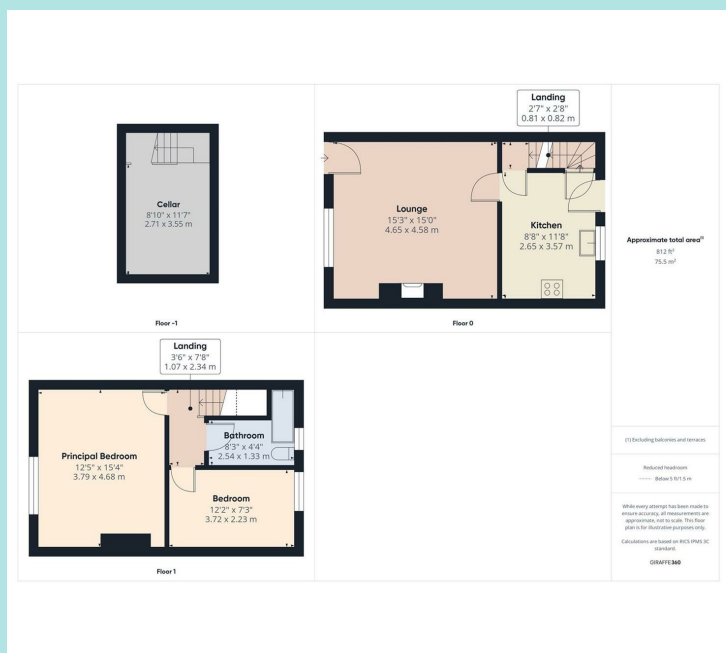 Landing
2'7" x 2'8"
0.81 x 0.82 m
Cellar
8'10" x 11'7"
2.71 x 3.55 m
Lounge
15'3" x 15'0"
4.65 x 4.58 m
Kitchen
8'8" x 11'8"
2.65 x 3.57 m
Approximate total area(1)
812 ft²
75.5 m²
Floor -1
Floor 0
Landing
3'6" x 7'8"
1.07 x 2.34 m
Principal Bedroom
12'5" x 15'4"
3.79 x 4.68 m
Bathroom
8'3" x 4'4"
2.54 x 1.33 m
Bedroom
12'2" x 7'3"
3.72 x 2.23 m
Floor 1
(1) Excluding balconies and terraces
Reduced headroom
Below 5 ft/1.5 m
While every attempt has been made to
ensure accuracy, all measurements are
approximate, not to scale. This floor
plan is for illustrative purposes only.
Calculations are based on RICS IPMS 3C
standard.
GIRAFFE360